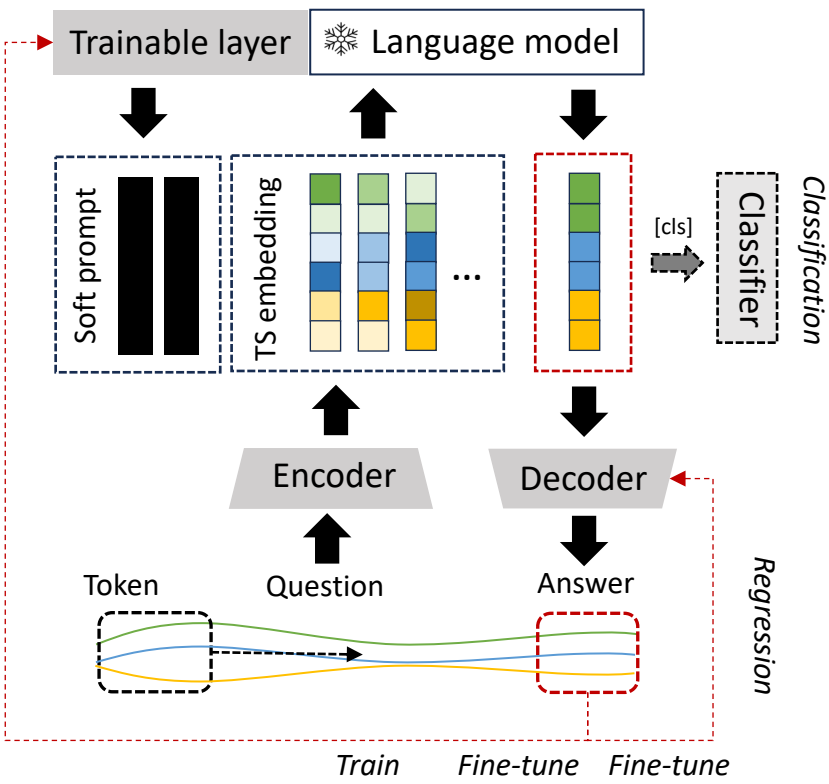 Trainable layer
Language model
Soft prompt
TS embedding
...
[cls]
Classifier
Classification
Encoder
Decoder
Token
Question
Answer
Regression
Train
Fine-tune
Fine-tune